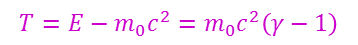 T = E − m₀c² = m₀c²(γ − 1)